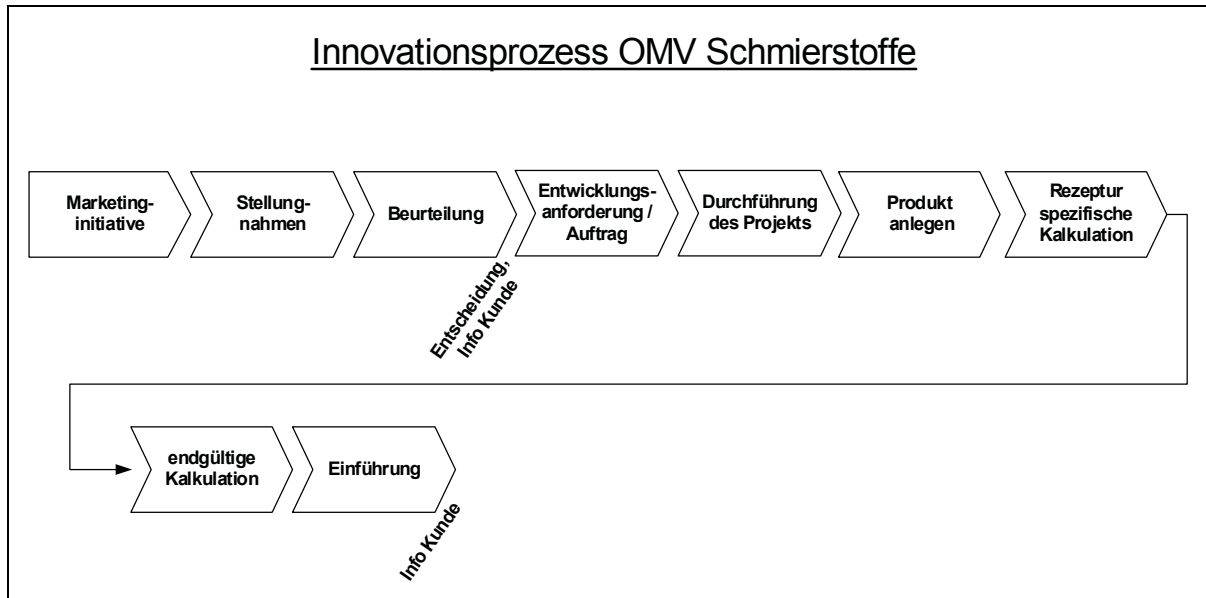 Innovationsprozess OMV Schmierstoffe
Marketing-
initiative
Stellung-
nahmen
Beurteilung
Entscheidung,
Info Kunde
Entwicklungs-
anforderung /
Auftrag
Durchführung
des Projekts
Produkt
anlegen
Rezeptur
spezifische
Kalkulation
endgültige
Kalkulation
Einführung
Info Kunde